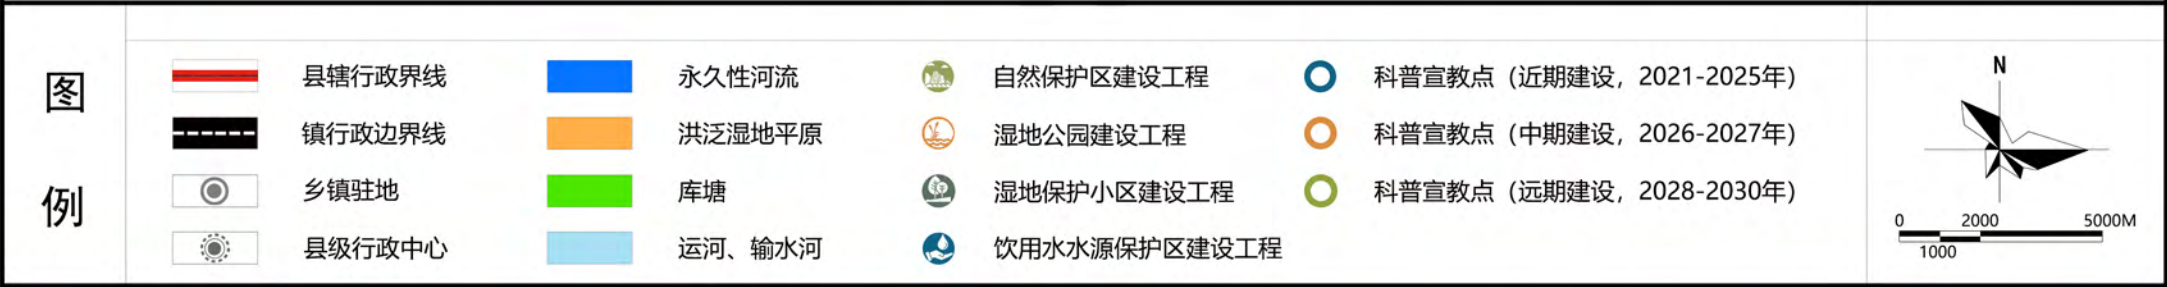 图例
县辖行政界线
镇行政边界线
乡镇驻地
县级行政中心
永久性河流
洪泛湿地平原
库塘
运河、输水河
自然保护区建设工程
湿地公园建设工程
湿地保护小区建设工程
饮用水水源保护区建设工程
科普宣教点（近期建设，2021-2025年）
科普宣教点（中期建设，2026-2027年）
科普宣教点（远期建设，2028-2030年）
N
0 2000 5000M
1000